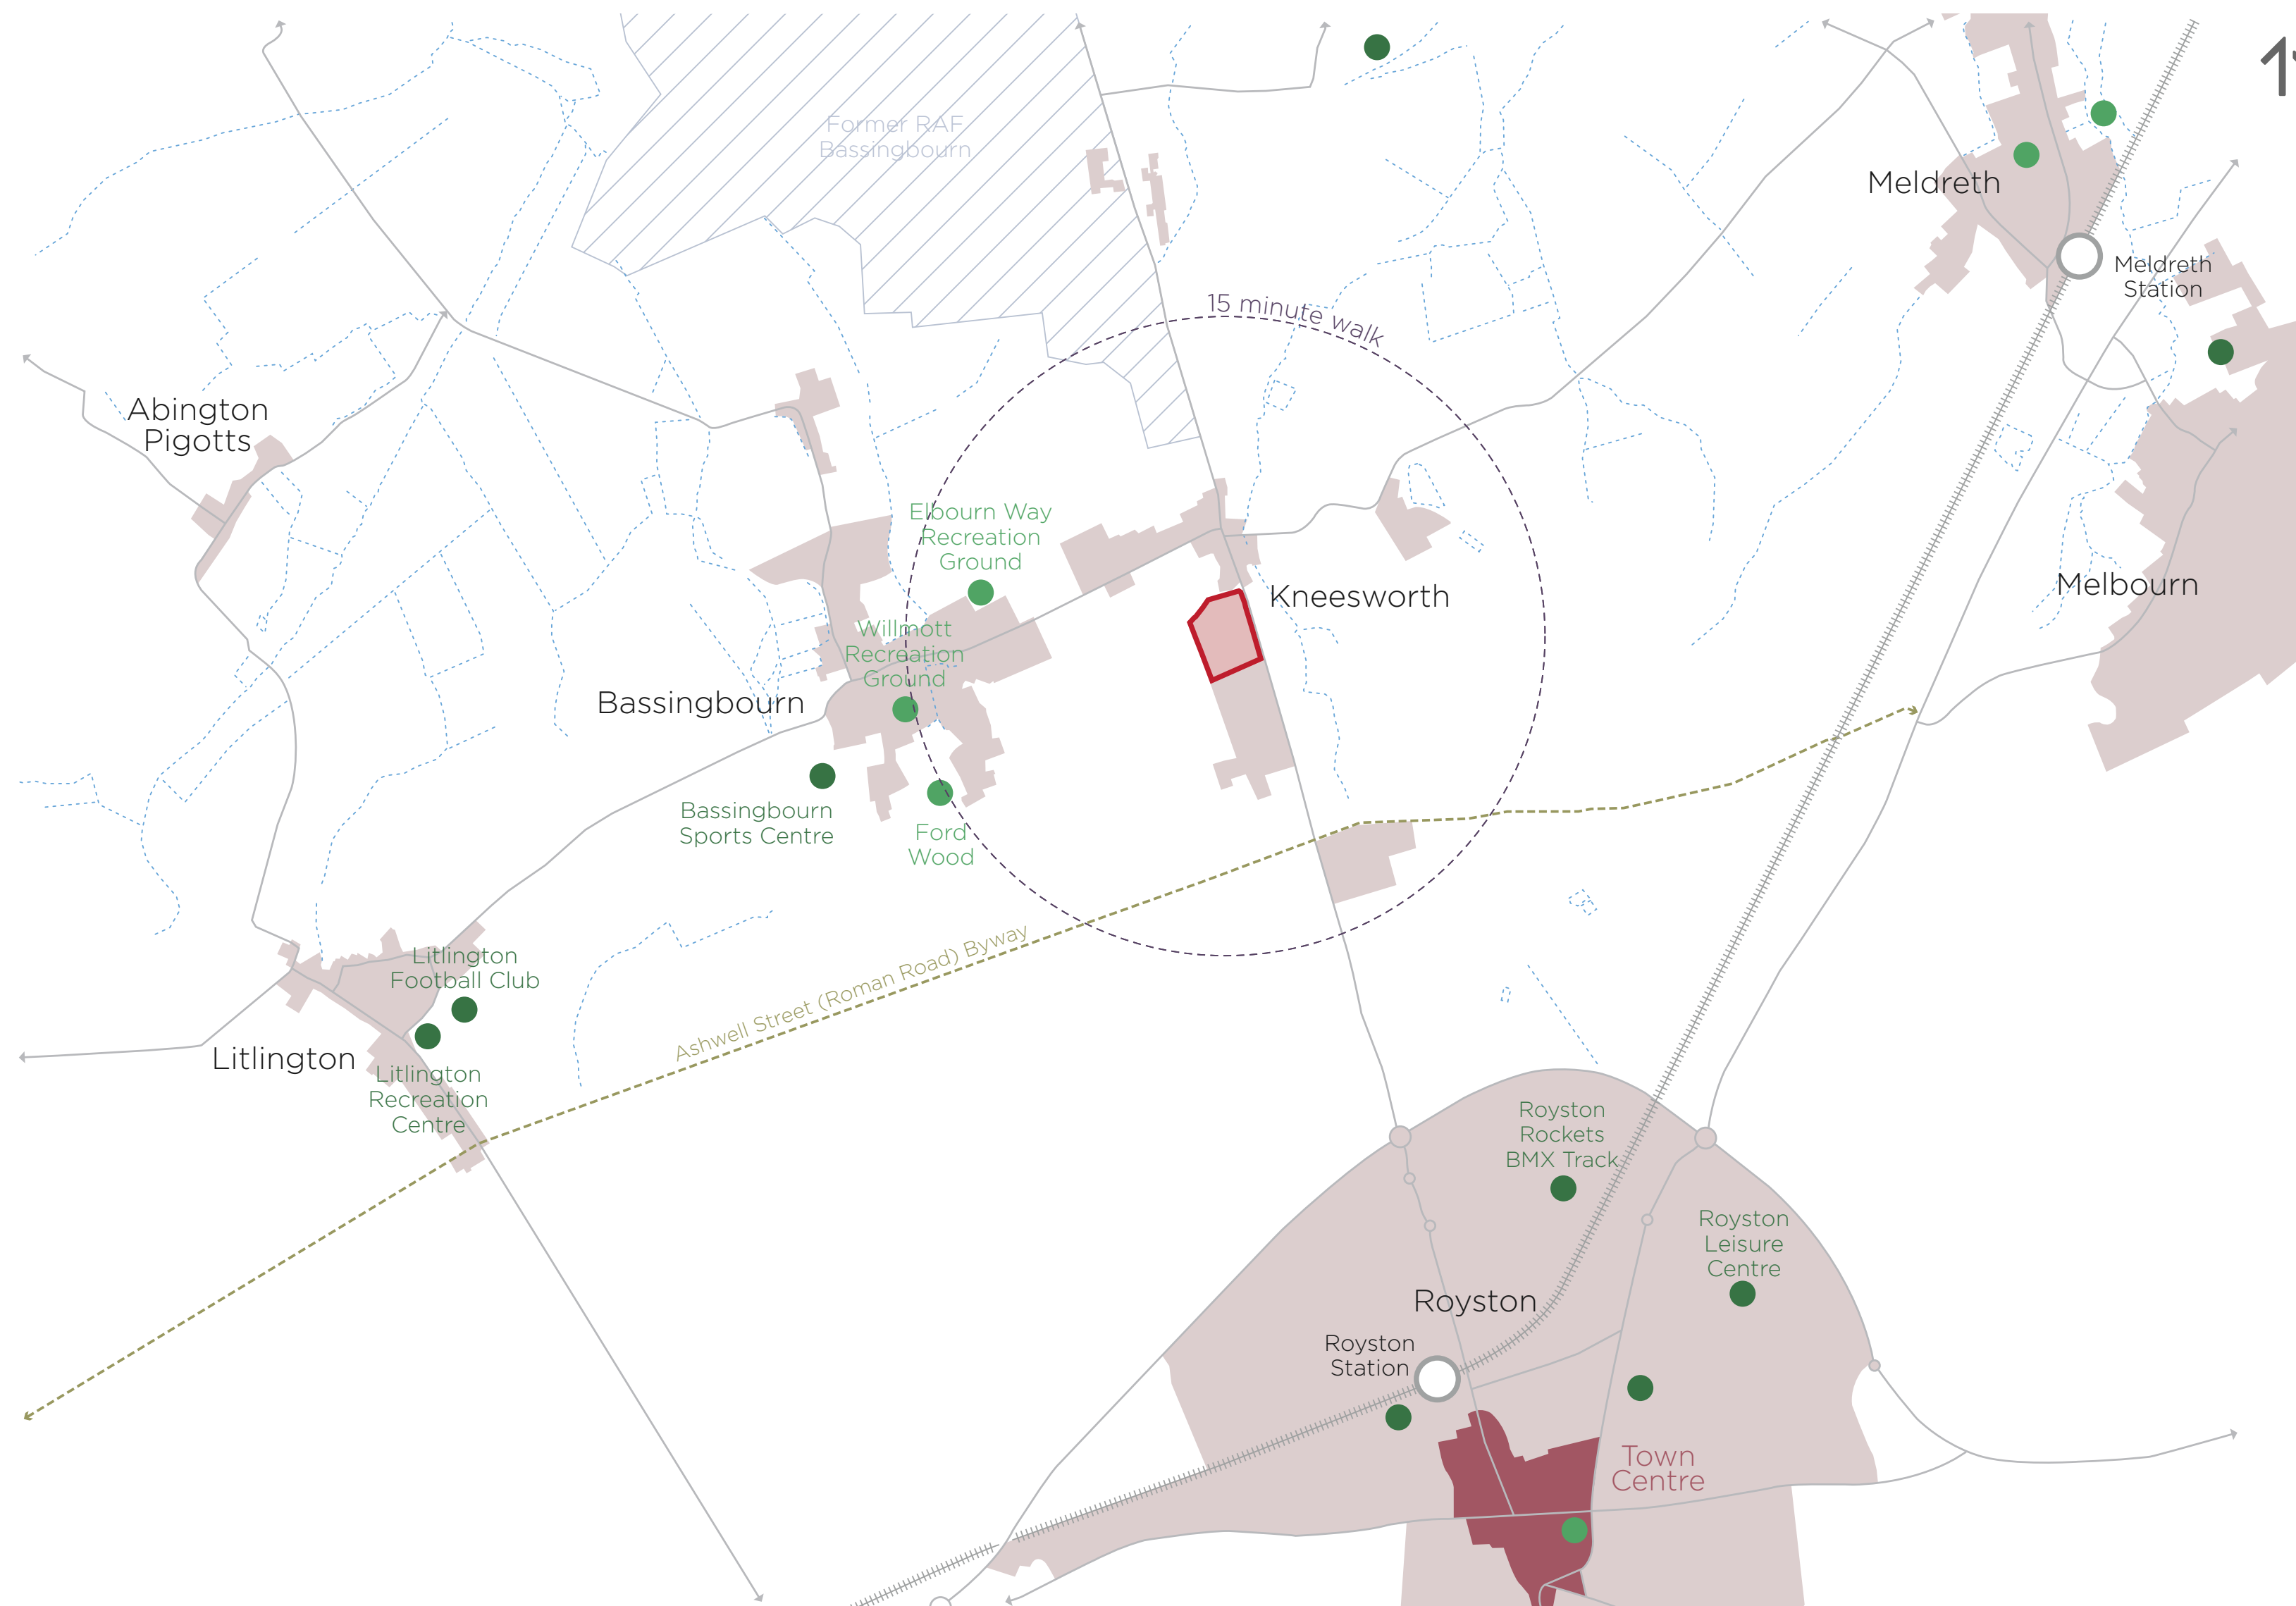 Former RAF
Bassingbourn
Meldreth
Meldreth
Station
15 minute walk
Abington
Pigotts
Elbourn Way
Recreation
Ground
Kneesworth
Melbourn
Willmott
Recreation
Ground
Bassingbourn
Bassingbourn
Sports Centre
Ford
Wood
Ashwell Street (Roman Road) Byway
Litlington
Football Club
Litlington
Litlington
Recreation
Centre
Royston
Rockets
BMX Track
Royston
Leisure
Centre
Royston
Royston
Station
Town
Centre